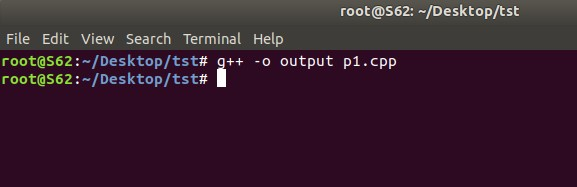 root@S62: ~/Desktop/tst
File Edit View Search Terminal Help
root@S62:~/Desktop/tst# g++ -o output p1.cpp
root@S62:~/Desktop/tst#